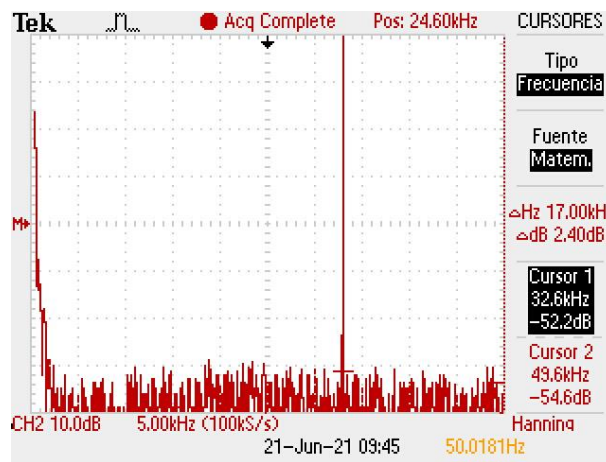 Tek Acq Complete Pos: 24.60kHz CURSORES
Tipo
Frecuencia
Fuente
Matem.
M
△Hz 17.00kH
△dB 2.40dB
Cursor 1
32.6kHz
−52.2dB
Cursor 2
49.6kHz
−54.6dB
CH2 10.0dB 5.00kHz (100kS/s) Hanning
21-Jun-21 09:45 50.0181Hz